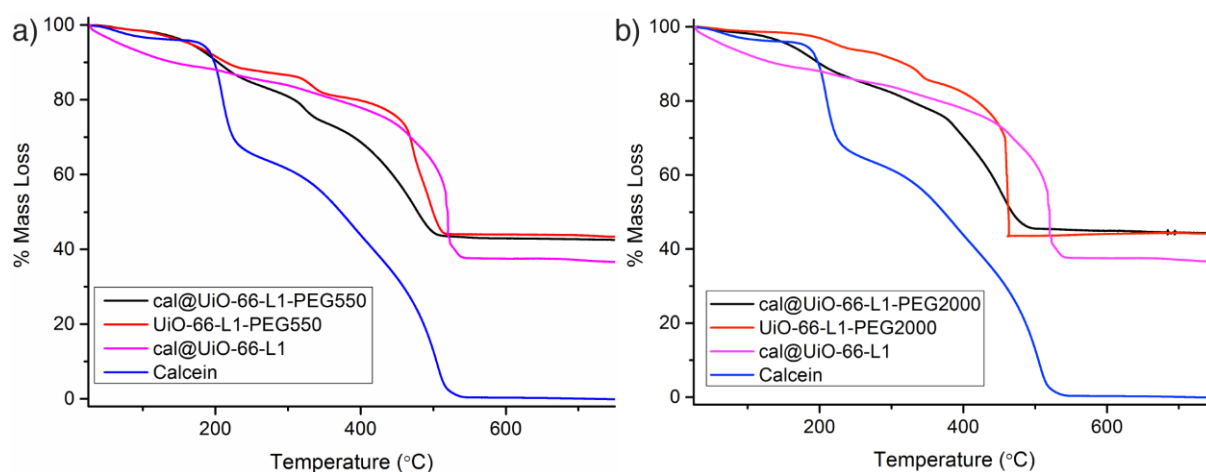 a)
% Mass Loss
100
80
60
40
20
0
cal@UiO-66-L1-PEG550
UiO-66-L1-PEG550
cal@UiO-66-L1
Calcein
200
400
600
Temperature (°C)
b)
% Mass Loss
100
80
60
40
20
0
cal@UiO-66-L1-PEG2000
UiO-66-L1-PEG2000
cal@UiO-66-L1
Calcein
200
400
600
Temperature (°C)